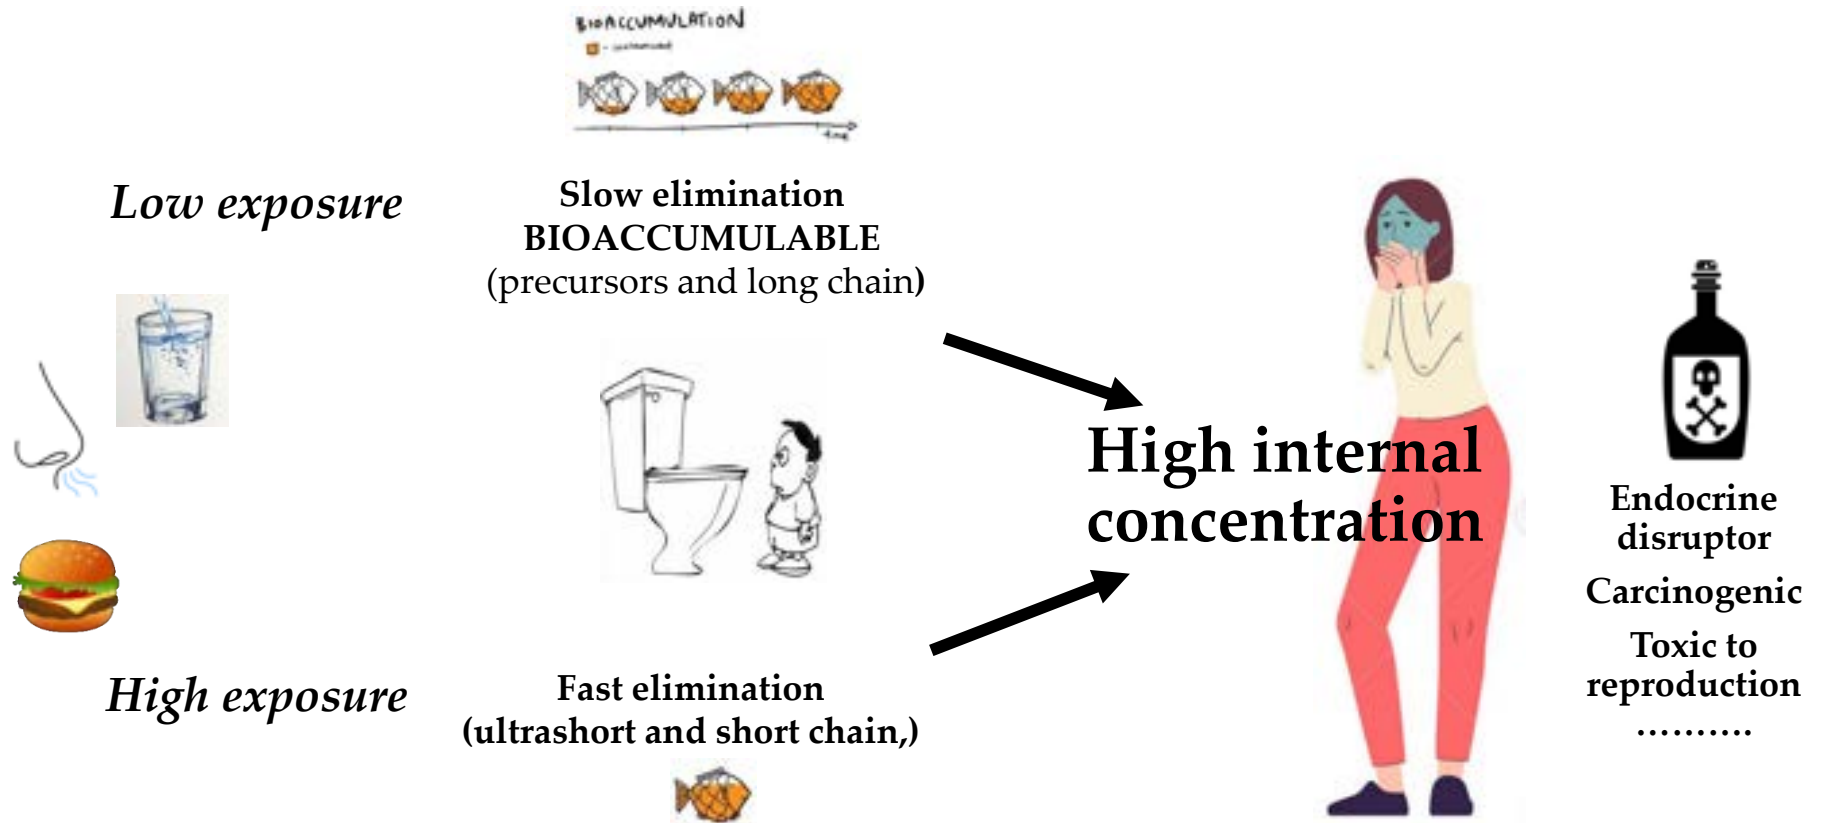 BIOACCUMULATION
Low exposure
Slow elimination
BIOACCUMULABLE
(precursors and long chain)
High internal
concentration
Endocrine
disruptor
Carcinogenic
Toxic to
reproduction
..........
High exposure
Fast elimination
(ultrashort and short chain,)